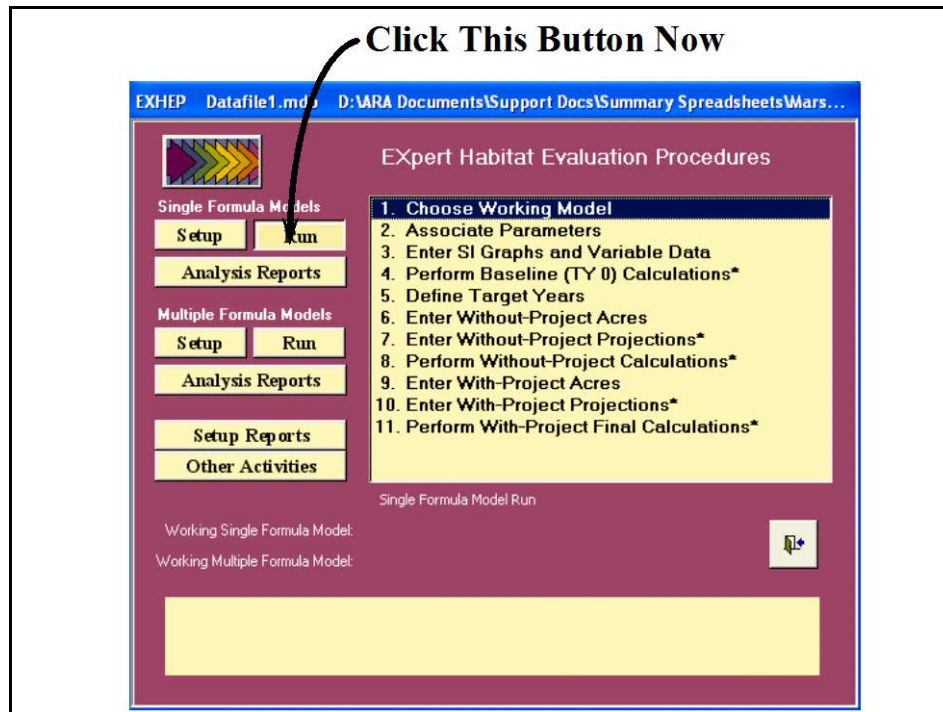 Click This Button Now
EXHEP Datafile1.mdb D:\ARA Documents\Support Docs\Summary Spreadsheets\Mars...
EXpert Habitat Evaluation Procedures
Single Formula Models
Setup Run
Analysis Reports
Multiple Formula Models
Setup Run
Analysis Reports
Setup Reports
Other Activities
1. Choose Working Model
2. Associate Parameters
3. Enter SI Graphs and Variable Data
4. Perform Baseline (TY 0) Calculations*
5. Define Target Years
6. Enter Without-Project Acres
7. Enter Without-Project Projections*
8. Perform Without-Project Calculations*
9. Enter With-Project Acres
10. Enter With-Project Projections*
11. Perform With-Project Final Calculations*
Single Formula Model Run
Working Single Formula Model:
Working Multiple Formula Model: